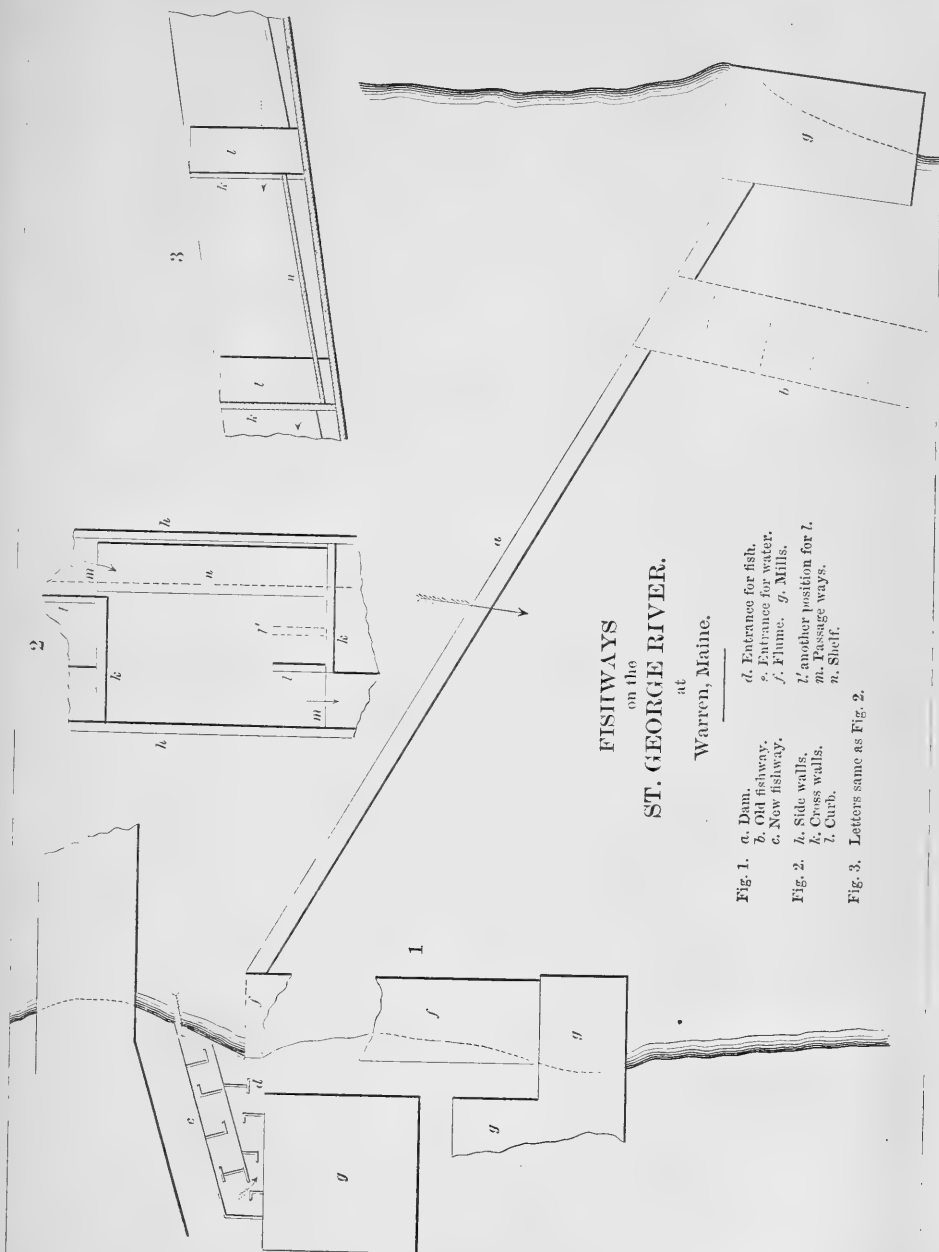 FISHWAYS
on the
ST. GEORGE RIVER.
at
Warren, Maine.
Fig. 1. a. Dam. d. Entrance for fish.
b. Old fishway. e. Entrance for water.
c. New fishway. f. Flume. g. Mills.
Fig. 2. h. Side walls. l.' another position for l.
k. Cross walls. m. Passage ways.
l. Curb. n. Shelf.
Fig. 3. Letters same as Fig. 2.
1
a
b
c
d
f
f
g
g
g
g
2
h
h
k
k
l
l
l'
m
m
n
3
k
k
l
l
n